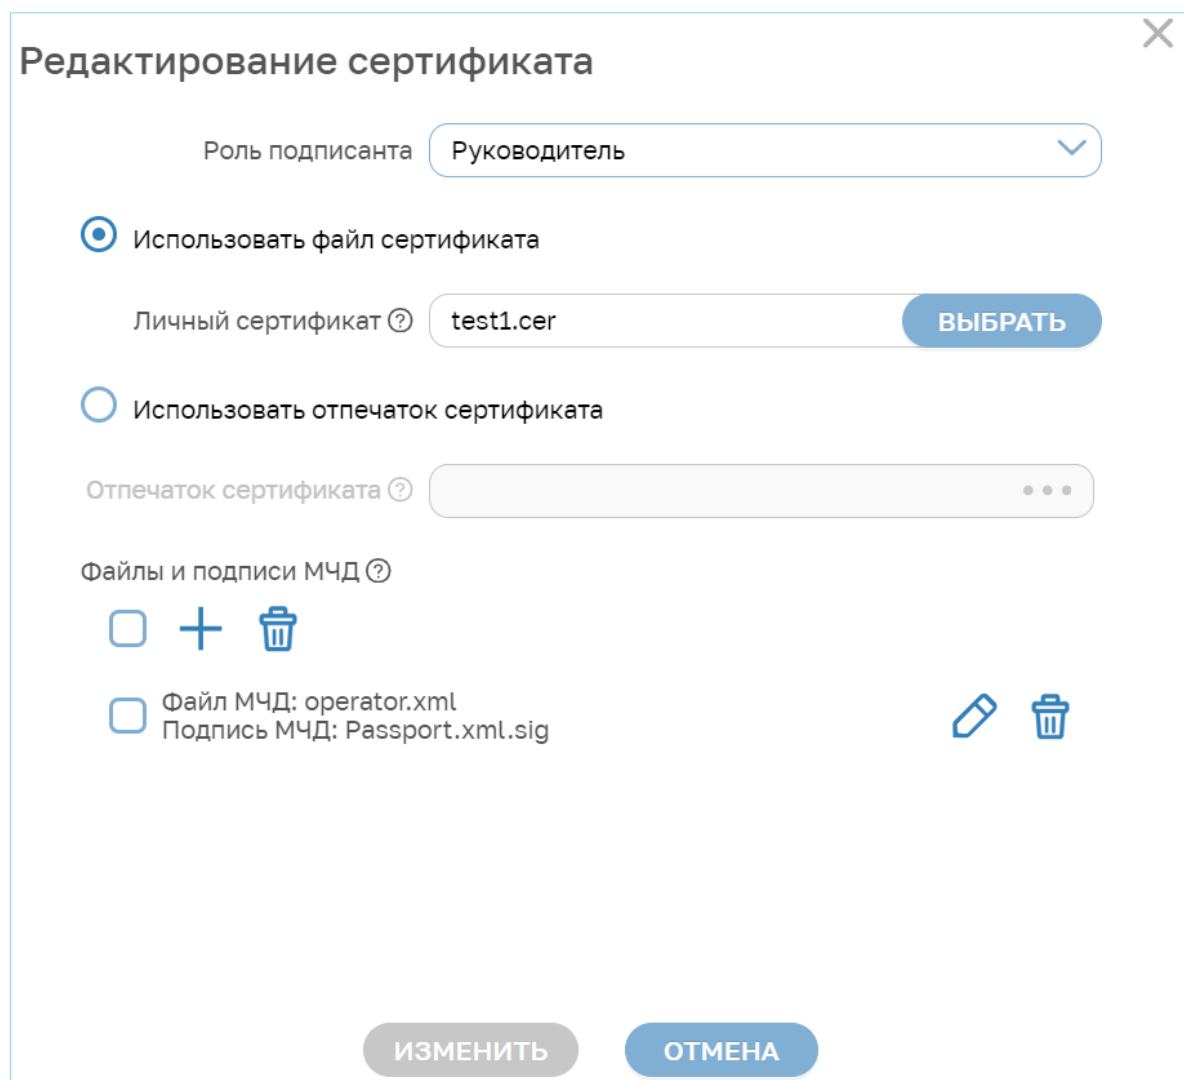 Редактирование сертификата
Роль подписанта Руководитель
Использовать файл сертификата
Личный сертификат ? test1.cer ВЫБРАТЬ
Использовать отпечаток сертификата
Отпечаток сертификата ?
Файлы и подписи МЧД ?
Файл МЧД: operator.xml
Подпись МЧД: Passport.xml.sig
ИЗМЕНИТЬ ОТМЕНА